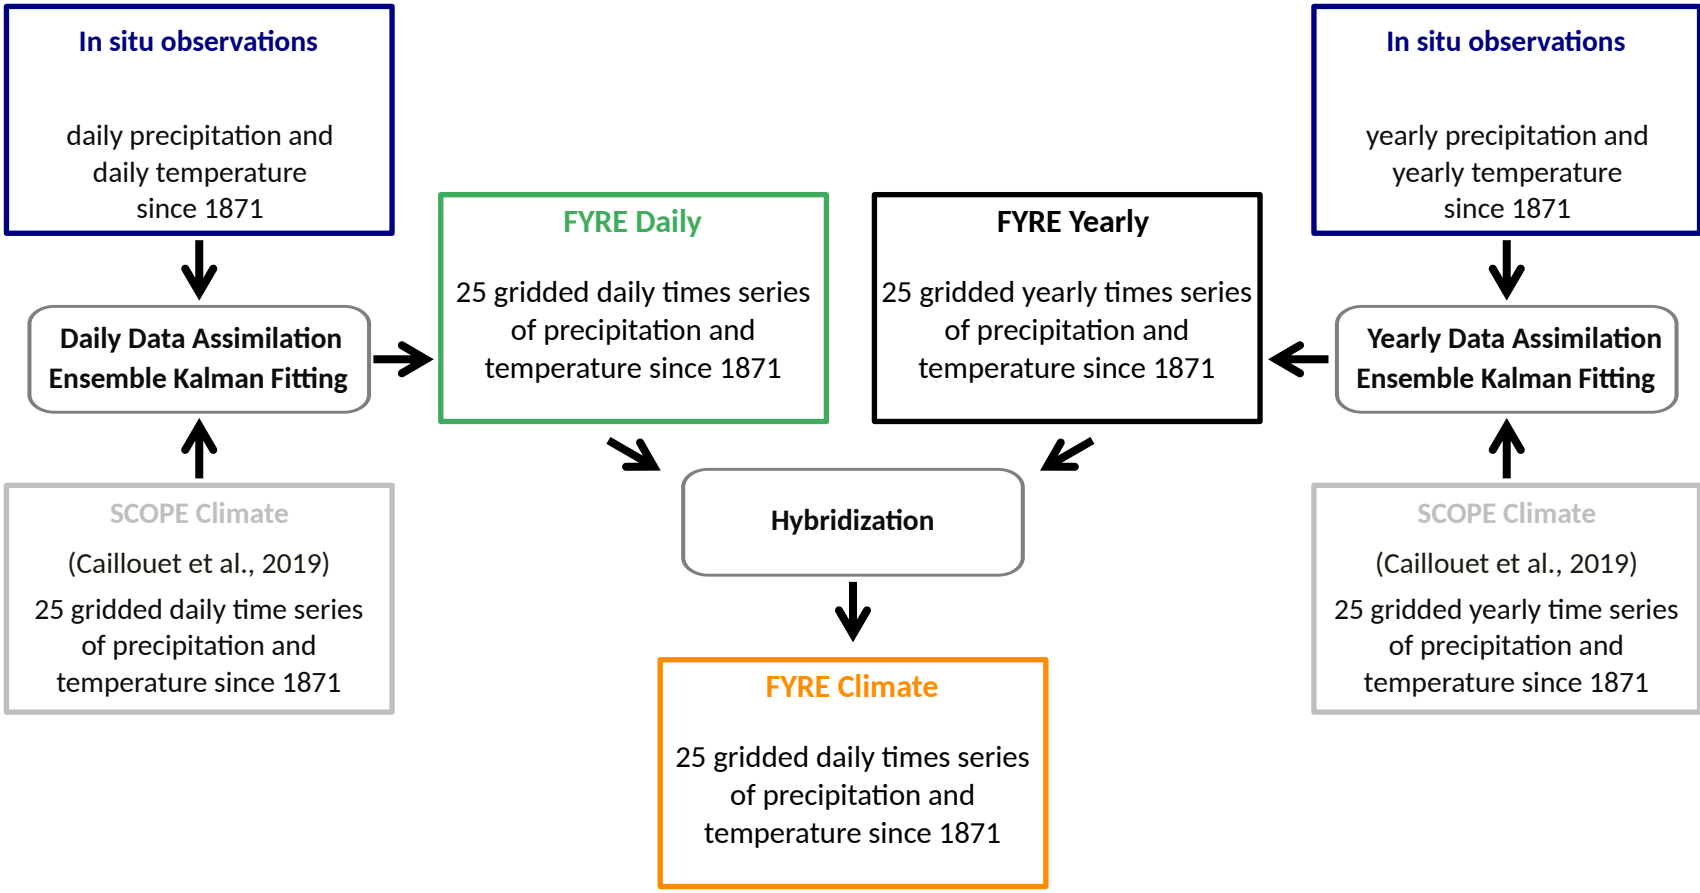 In situ observations
daily precipitation and
daily temperature
since 1871
Daily Data Assimilation
Ensemble Kalman Fitting
SCOPE Climate
(Caillouet et al., 2019)
25 gridded daily time series
of precipitation and
temperature since 1871
FYRE Daily
25 gridded daily times series
of precipitation and
temperature since 1871
FYRE Yearly
25 gridded yearly times series
of precipitation and
temperature since 1871
Hybridization
FYRE Climate
25 gridded daily times series
of precipitation and
temperature since 1871
In situ observations
yearly precipitation and
yearly temperature
since 1871
Yearly Data Assimilation
Ensemble Kalman Fitting
SCOPE Climate
(Caillouet et al., 2019)
25 gridded yearly time series
of precipitation and
temperature since 1871